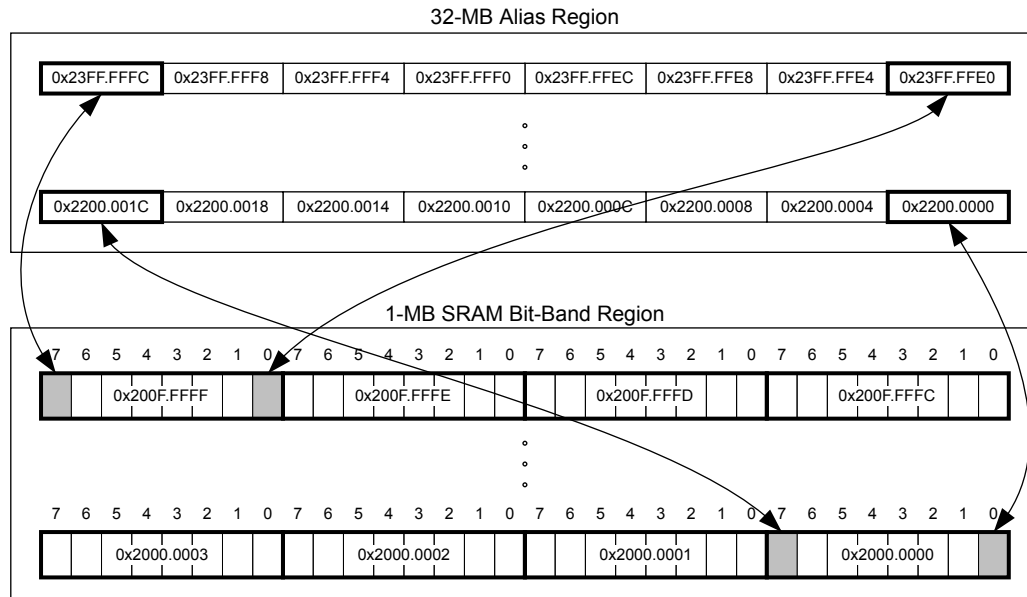 32-MB Alias Region
0x23FF.FFFC 0x23FF.FFF8 0x23FF.FFF4 0x23FF.FFF0 0x23FF.FFEC 0x23FF.FFE8 0x23FF.FFE4 0x23FF.FFE0
0x2200.001C 0x2200.0018 0x2200.0014 0x2200.0010 0x2200.000C 0x2200.0008 0x2200.0004 0x2200.0000
1-MB SRAM Bit-Band Region
7 6 5 4 3 2 1 0 7 6 5 4 3 2 1 0 7 6 5 4 3 2 1 0 7 6 5 4 3 2 1 0
0x200F.FFFF 0x200F.FFFE 0x200F.FFFD 0x200F.FFFC
7 6 5 4 3 2 1 0 7 6 5 4 3 2 1 0 7 6 5 4 3 2 1 0 7 6 5 4 3 2 1 0
0x2000.0003 0x2000.0002 0x2000.0001 0x2000.0000